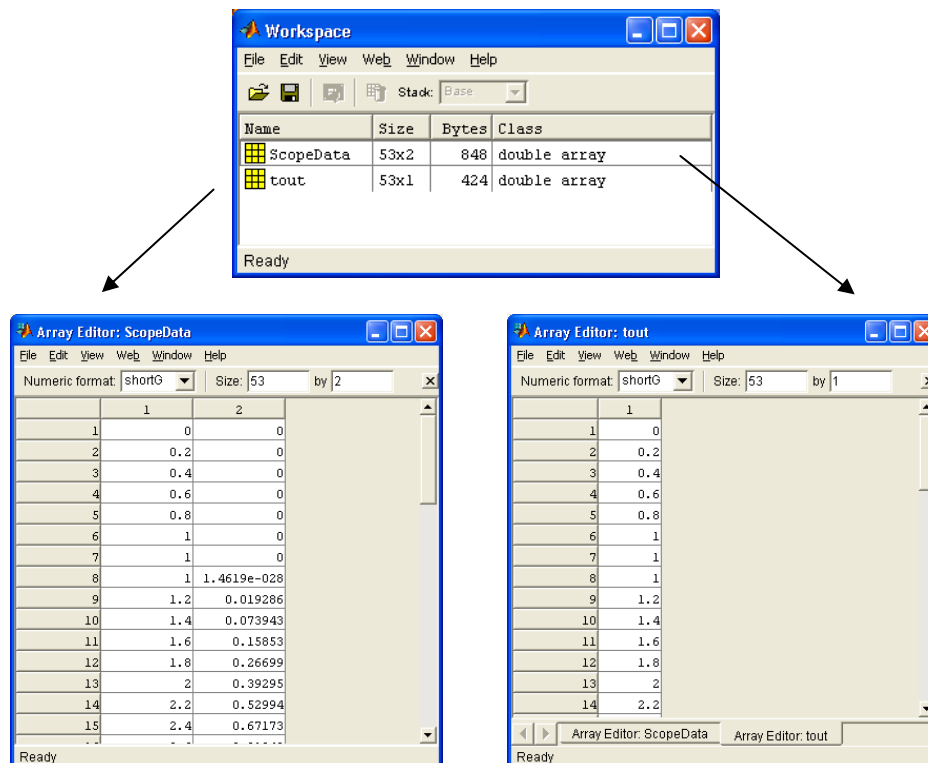 Workspace
File Edit View Web Window Help
Stack: Base
Name Size Bytes Class
ScopeData 53x2 848 double array
tout 53x1 424 double array
Ready
Array Editor: ScopeData
File Edit View Web Window Help
Numeric format: shortG Size: 53 by 2
1 2
1 0 0
2 0.2 0
3 0.4 0
4 0.6 0
5 0.8 0
6 1 0
7 1 0
8 1 1.4619e-028
9 1.2 0.019286
10 1.4 0.073943
11 1.6 0.15853
12 1.8 0.26699
13 2 0.39295
14 2.2 0.52994
15 2.4 0.67173
Ready
Array Editor: tout
File Edit View Web Window Help
Numeric format: shortG Size: 53 by 1
1
1 0
2 0.2
3 0.4
4 0.6
5 0.8
6 1
7 1
8 1
9 1.2
10 1.4
11 1.6
12 1.8
13 2
14 2.2
Array Editor: ScopeData Array Editor: tout
Ready